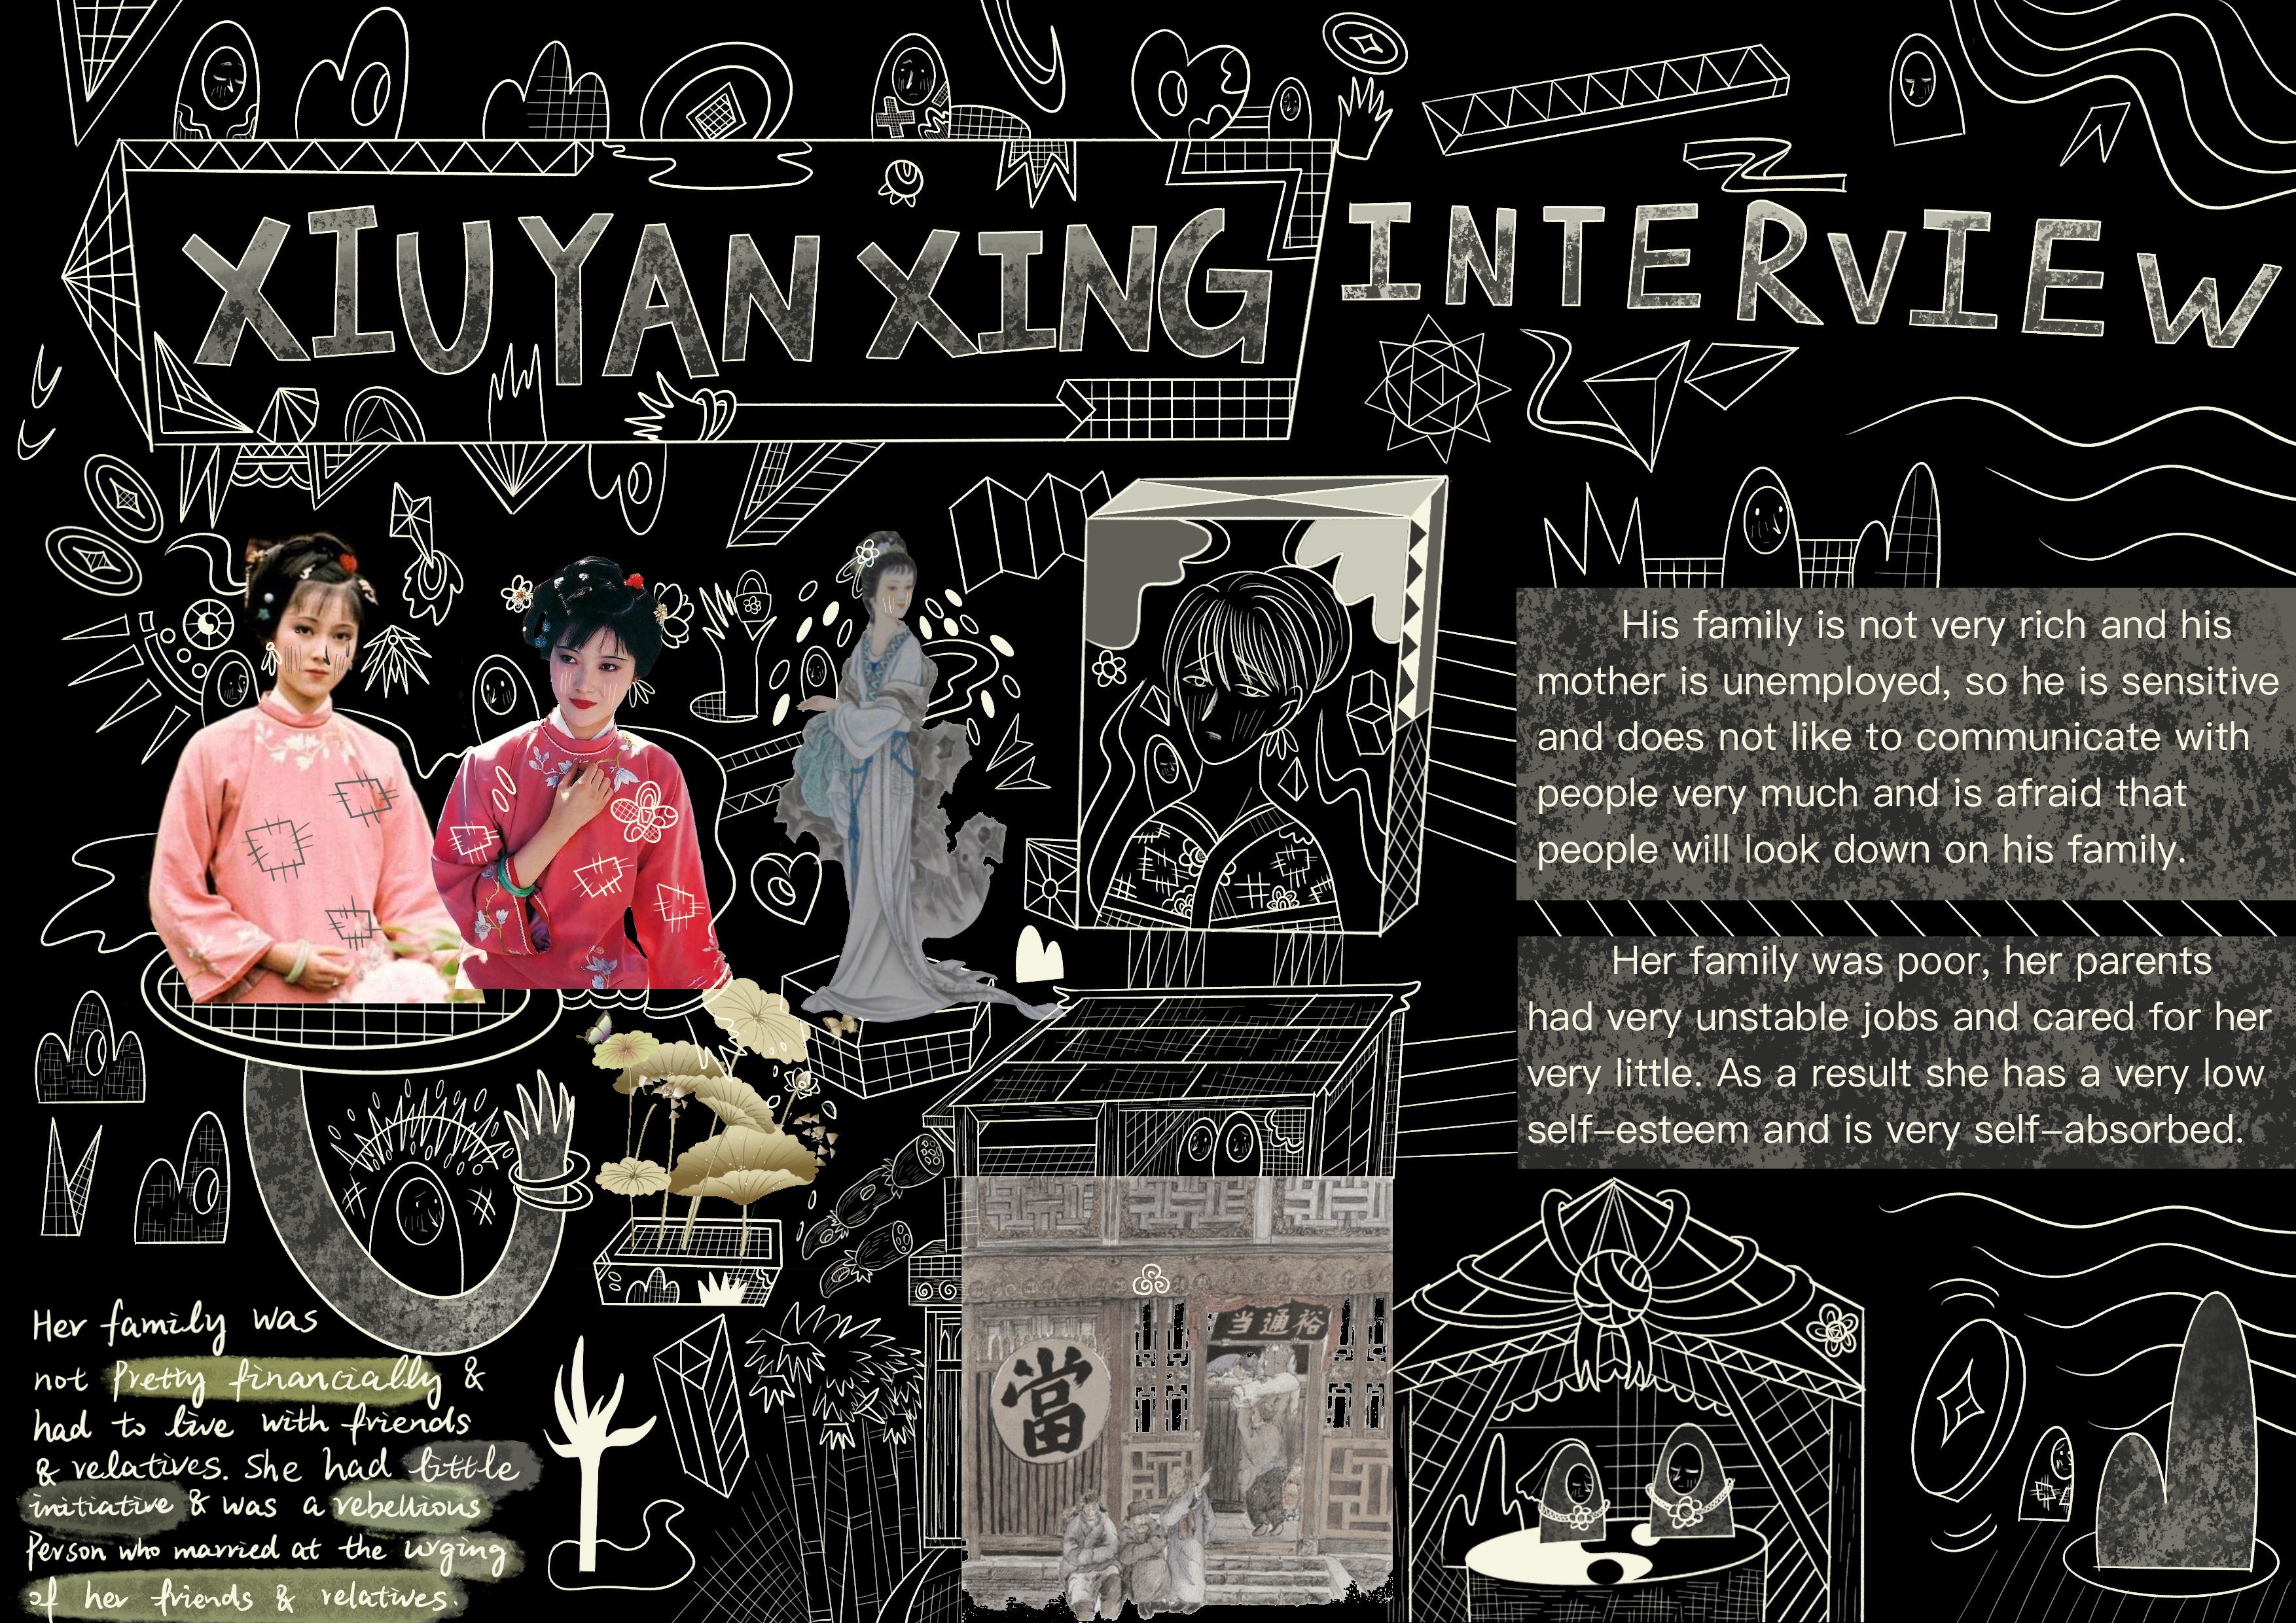 XIUYAN XING INTERVIEW
His family is not very rich and his
mother is unemployed, so he is sensitive
and does not like to communicate with
people very much and is afraid that
people will look down on his family.
Her family was poor, her parents
had very unstable jobs and cared for her
very little. As a result she has a very low
self-esteem and is very self-absorbed.
Her family was
not Pretty financially &
had to live with friends
& relatives. She had little
initiative & was a rebellious
Person who married at the urging
of her friends & relatives.
当通裕
當